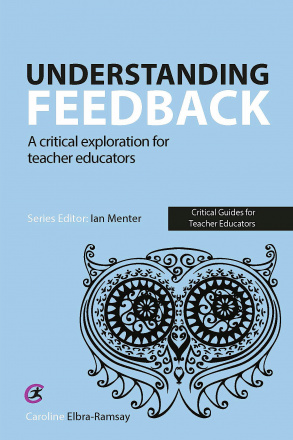 UNDERSTANDING
FEEDBACK
A critical exploration for
teacher educators
Series Editor: Ian Menter
Critical Guides for
Teacher Educators
Caroline Elbra-Ramsay